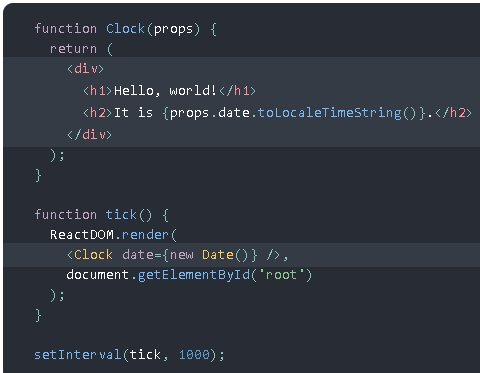 function Clock(props) {
  return (
    <div>
      <h1>Hello, world!</h1>
      <h2>It is {props.date.toLocaleTimeString()}.</h2>
    </div>
  );
}

function tick() {
  ReactDOM.render(
    <Clock date={new Date()} />,
    document.getElementById('root')
  );
}

setInterval(tick, 1000);